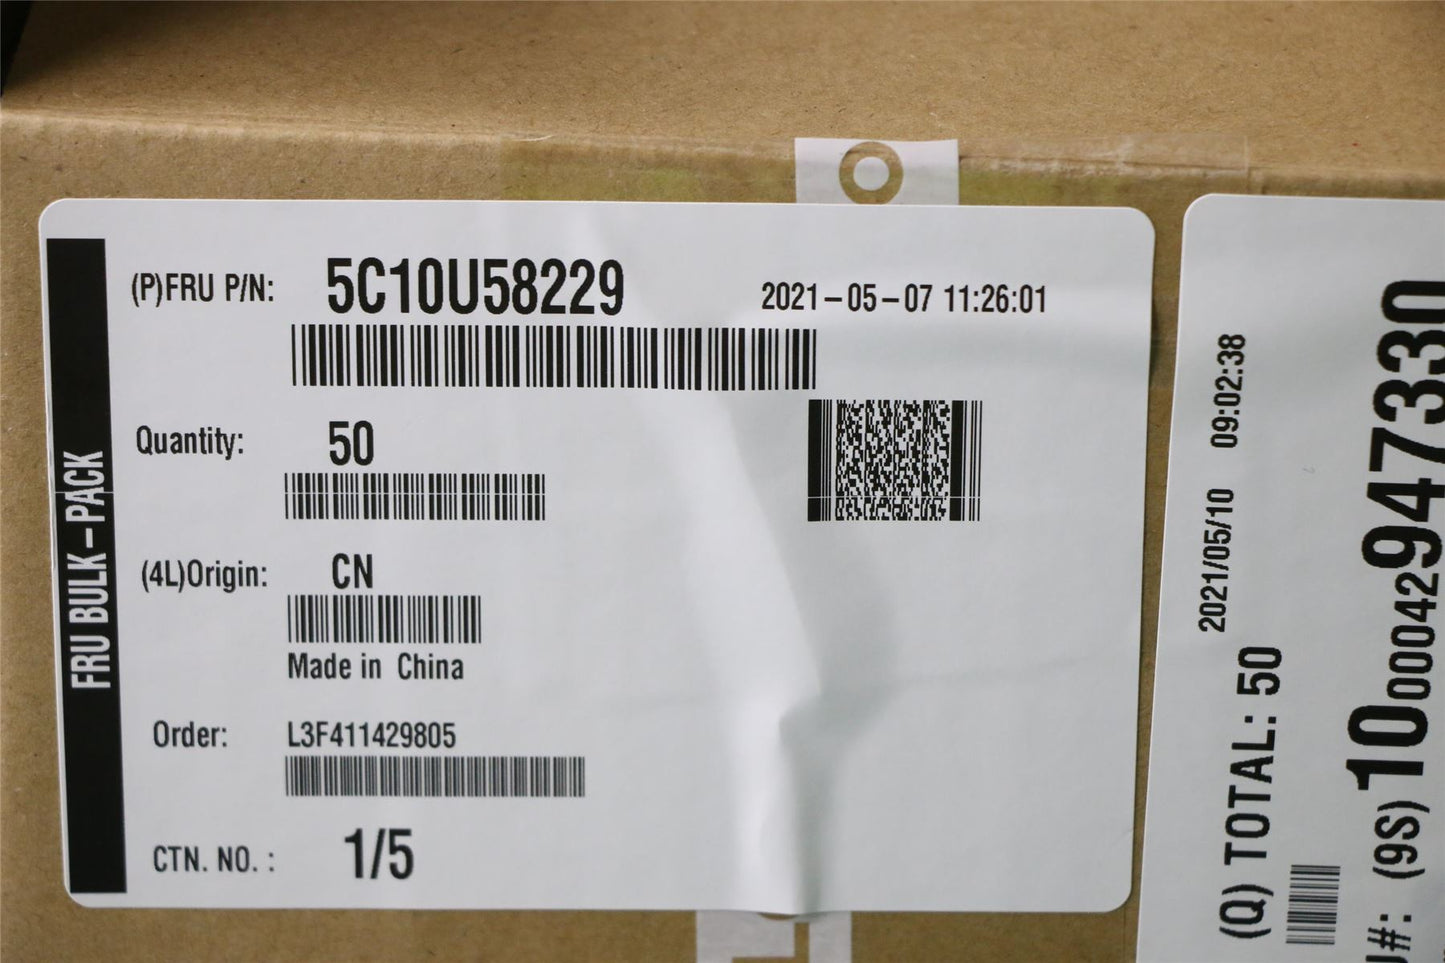 FRU BULK-PACK
(P)FRU P/N: 5C10U58229
2021-05-07 11:26:01
Quantity: 50
(4L)Origin: CN
Made in China
Order: L3F411429805
CTN. NO. : 1/5
2021/05/10 09:02:38
(Q) TOTAL: 50
#: (9S) 1000042947330